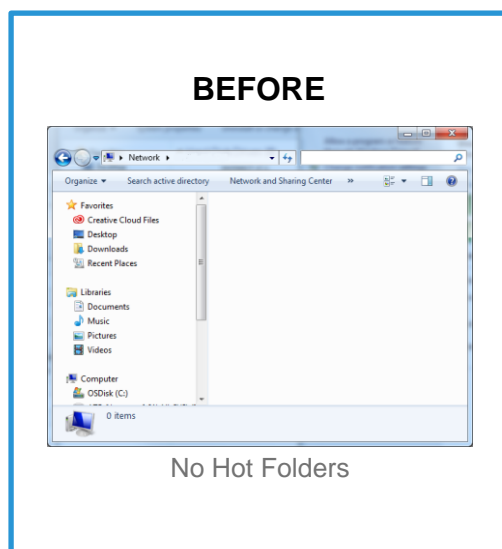 BEFORE
Network
Organize Search active directory Network and Sharing Center »
Favorites
Creative Cloud Files
Desktop
Downloads
Recent Places
Libraries
Documents
Music
Pictures
Videos
Computer
OSDisk (C:)
0 items
No Hot Folders